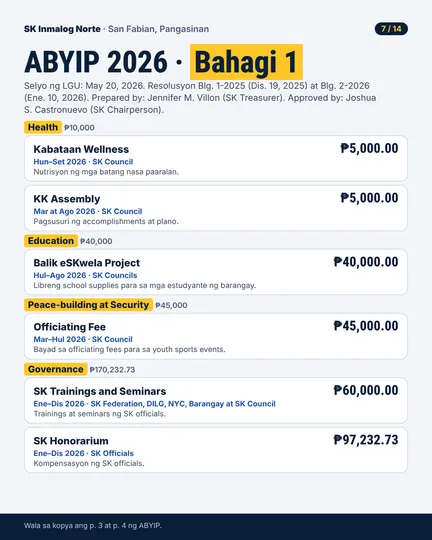 SK Inmalog Norte · San Fabian, Pangasinan
7 / 14
ABYIP 2026 · Bahagi 1
Selyo ng LGU: May 20, 2026. Resolusyon Blg. 1-2025 (Dis. 19, 2025) at Blg. 2-2026
(Ene. 10, 2026). Prepared by: Jennifer M. Villon (SK Treasurer). Approved by: Joshua
S. Castronuevo (SK Chairperson).
Health ₱10,000
Kabataan Wellness ₱5,000.00
Hun–Set 2026 · SK Council
Nutrisyon ng mga batang nasa paaralan.
KK Assembly ₱5,000.00
Mar at Ago 2026 · SK Council
Pagsusuri ng accomplishments at plano.
Education ₱40,000
Balik eSKwela Project ₱40,000.00
Hul–Ago 2026 · SK Councils
Libreng school supplies para sa mga estudyante ng barangay.
Peace-building at Security ₱45,000
Officiating Fee ₱45,000.00
Mar–Hul 2026 · SK Council
Bayad sa officiating fees para sa youth sports events.
Governance ₱170,232.73
SK Trainings and Seminars ₱60,000.00
Ene–Dis 2026 · SK Federation, DILG, NYC, Barangay at SK Council
Trainings at seminars ng SK officials.
SK Honorarium ₱97,232.73
Ene–Dis 2026 · SK Officials
Kompensasyon ng SK officials.
Wala sa kopya ang p. 3 at p. 4 ng ABYIP.